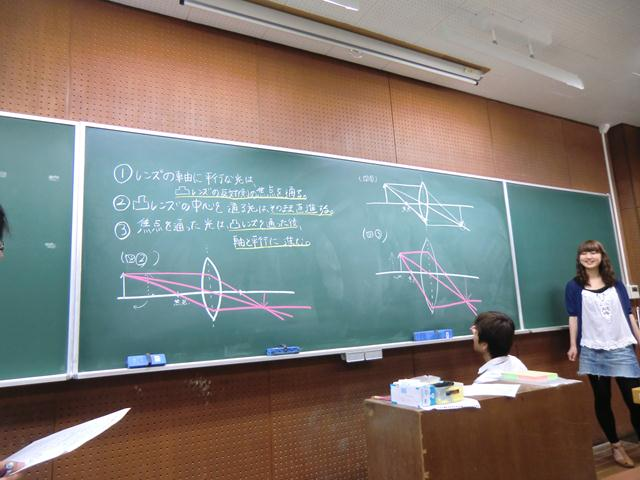 ① レンズの軸に平行な光は
凸レンズの反対側の焦点を通る。
② 凸レンズの中心を通る光は、そのまま直進する。
③ 焦点を通った光は凸レンズを通った後、
軸と平行に進む。
(図①)
(図②)
焦点
(図③)